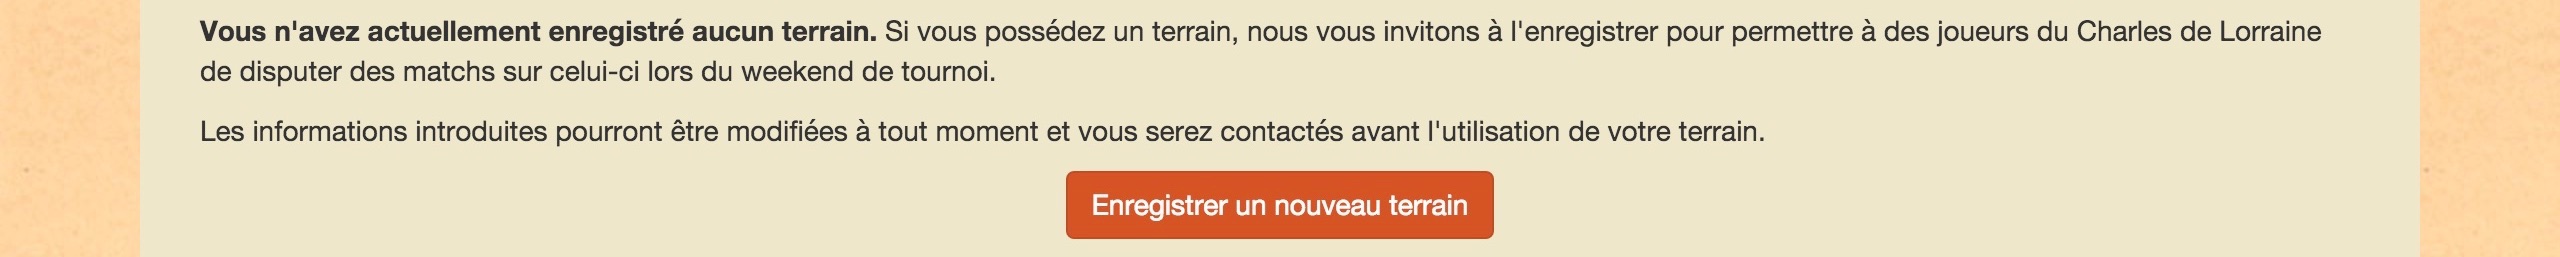 Vous n'avez actuellement enregistré aucun terrain. Si vous possédez un terrain, nous vous invitons à l'enregistrer pour permettre à des joueurs du Charles de Lorraine
de disputer des matchs sur celui-ci lors du weekend de tournoi.
Les informations introduites pourront être modifiées à tout moment et vous serez contactés avant l'utilisation de votre terrain.
Enregistrer un nouveau terrain